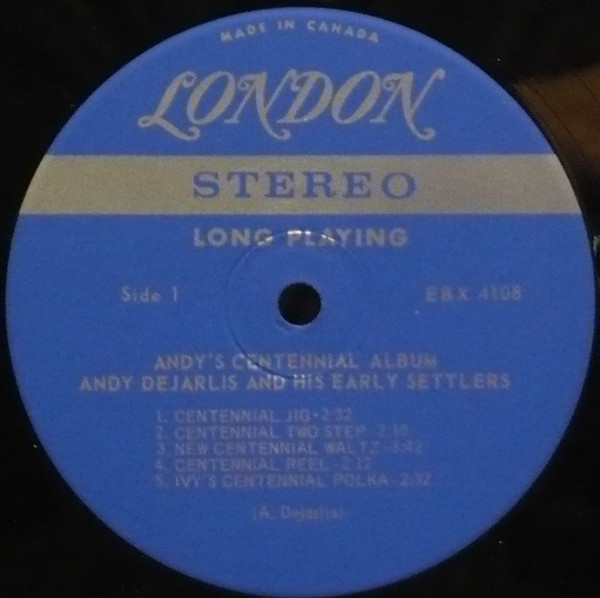 MADE IN CANADA
LONDON
STEREO
LONG PLAYING
Side 1
EBX 4108
ANDY'S CENTENNIAL ALBUM
ANDY DEJARLIS AND HIS EARLY SETTLERS
1. CENTENNIAL JIG-2:32
2. CENTENNIAL TWO STEP-2:10
3. NEW CENTENNIAL WALTZ-
4. CENTENNIAL REEL-2:12
5. IVY'S CENTENNIAL POLKA-2:32
(A. Dejarlis)